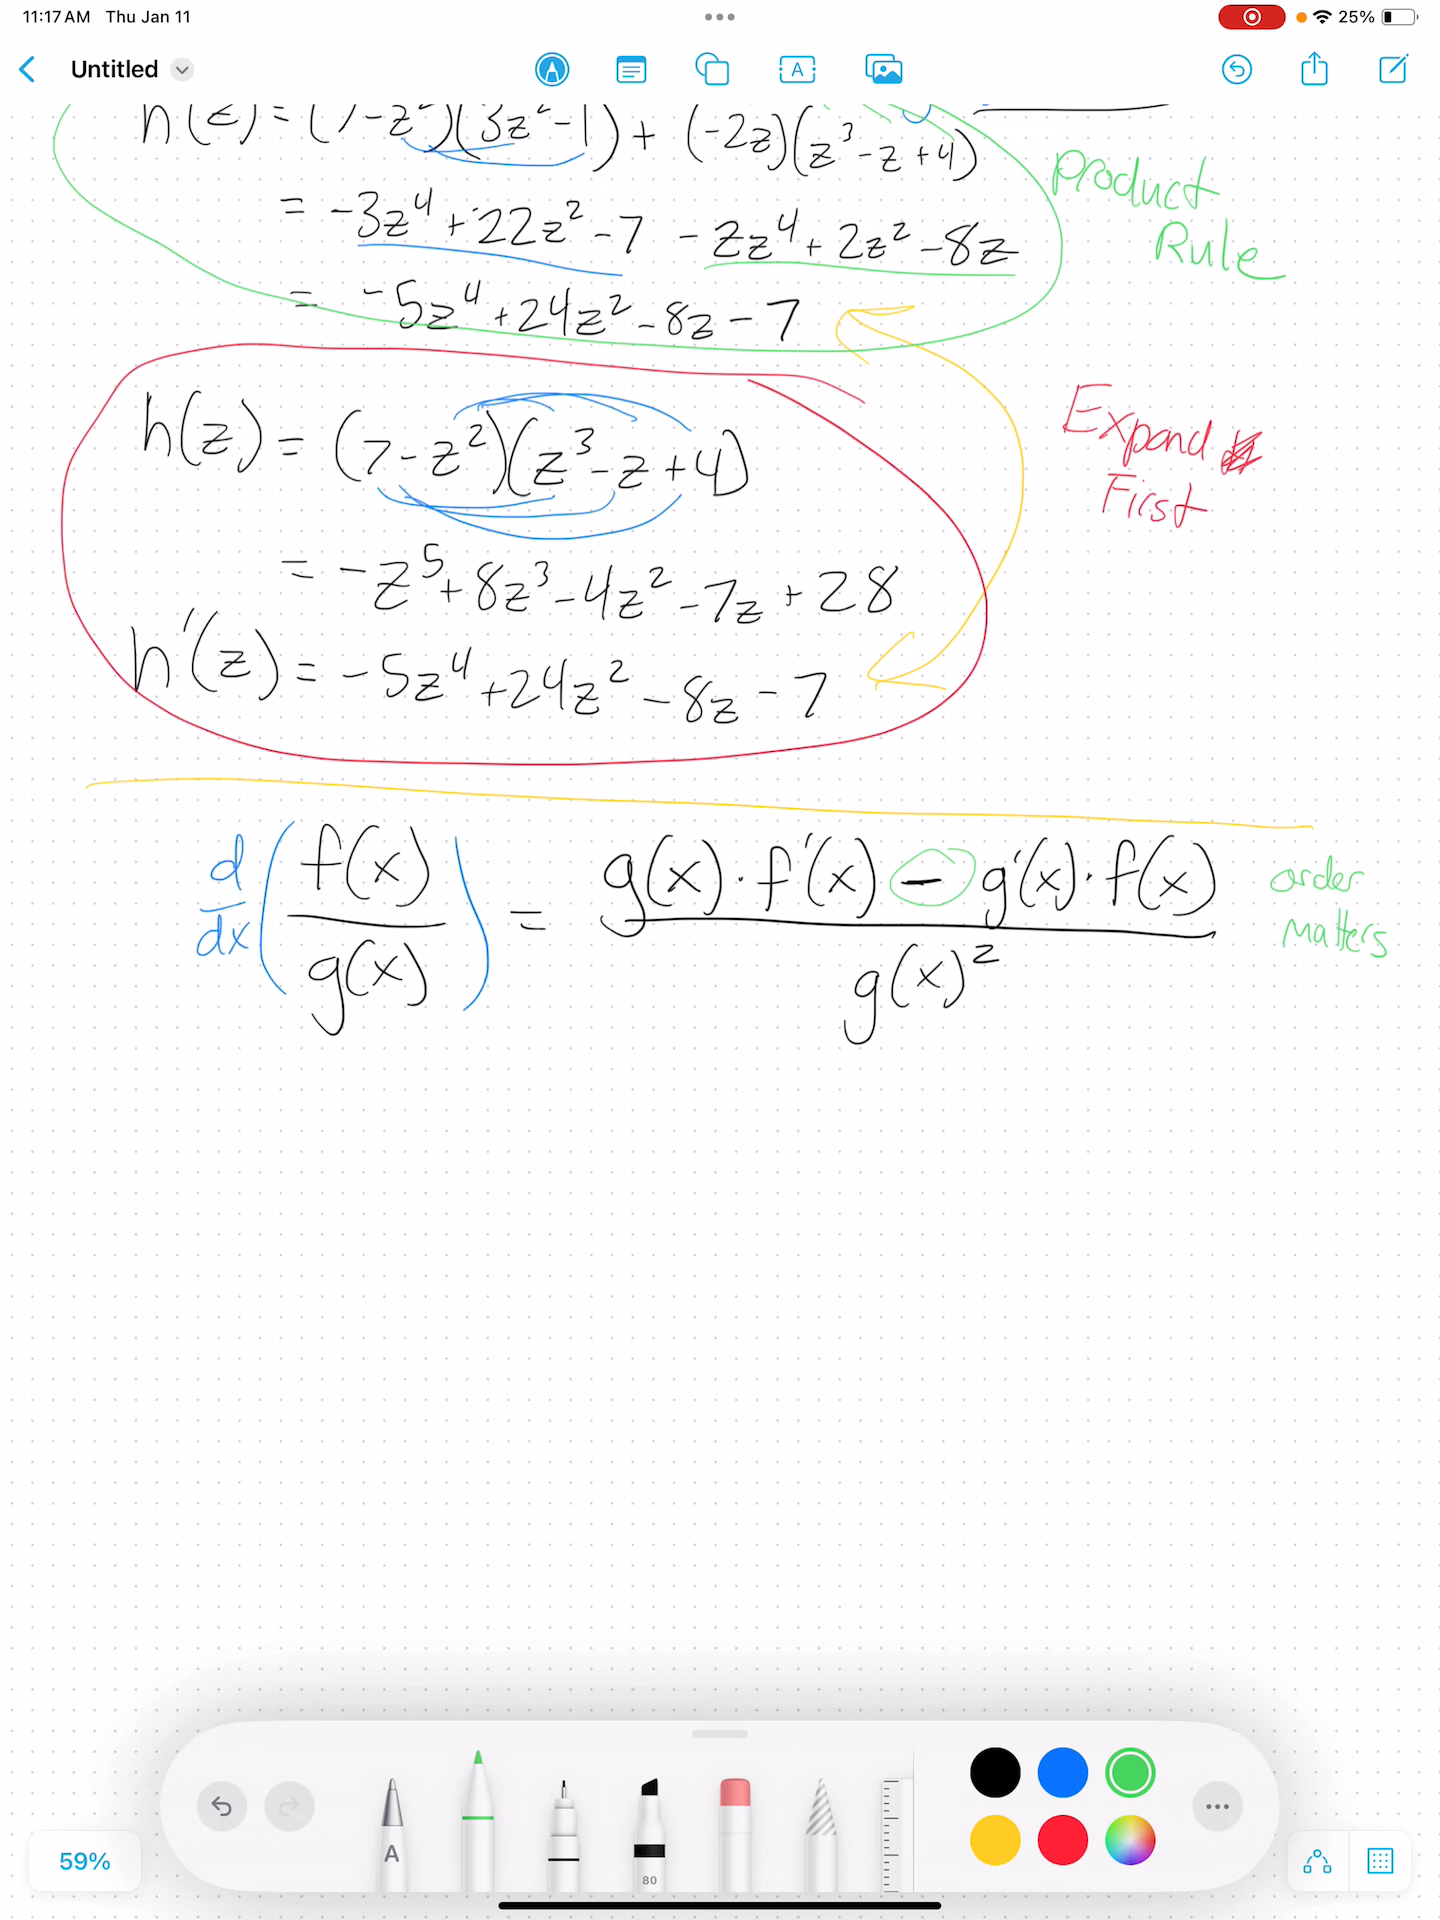 11:17 AM Thu Jan 11
25%
Untitled
A
h(z) = (7-z²)(3z²-1) + (-2z)(z³-z+4)
= -3z⁴+22z²-7 -2z⁴+2z²-8z
= -5z⁴+24z²-8z-7
Product
Rule
h(z) = (7-z²)(z³-z+4)
= -z⁵+8z³-4z²-7z+28
h'(z) = -5z⁴+24z²-8z-7
Expand
First
d/dx (f(x)/g(x)) = (g(x)·f'(x) - g'(x)·f(x))/g(x)²
order
matters
A
80
59%